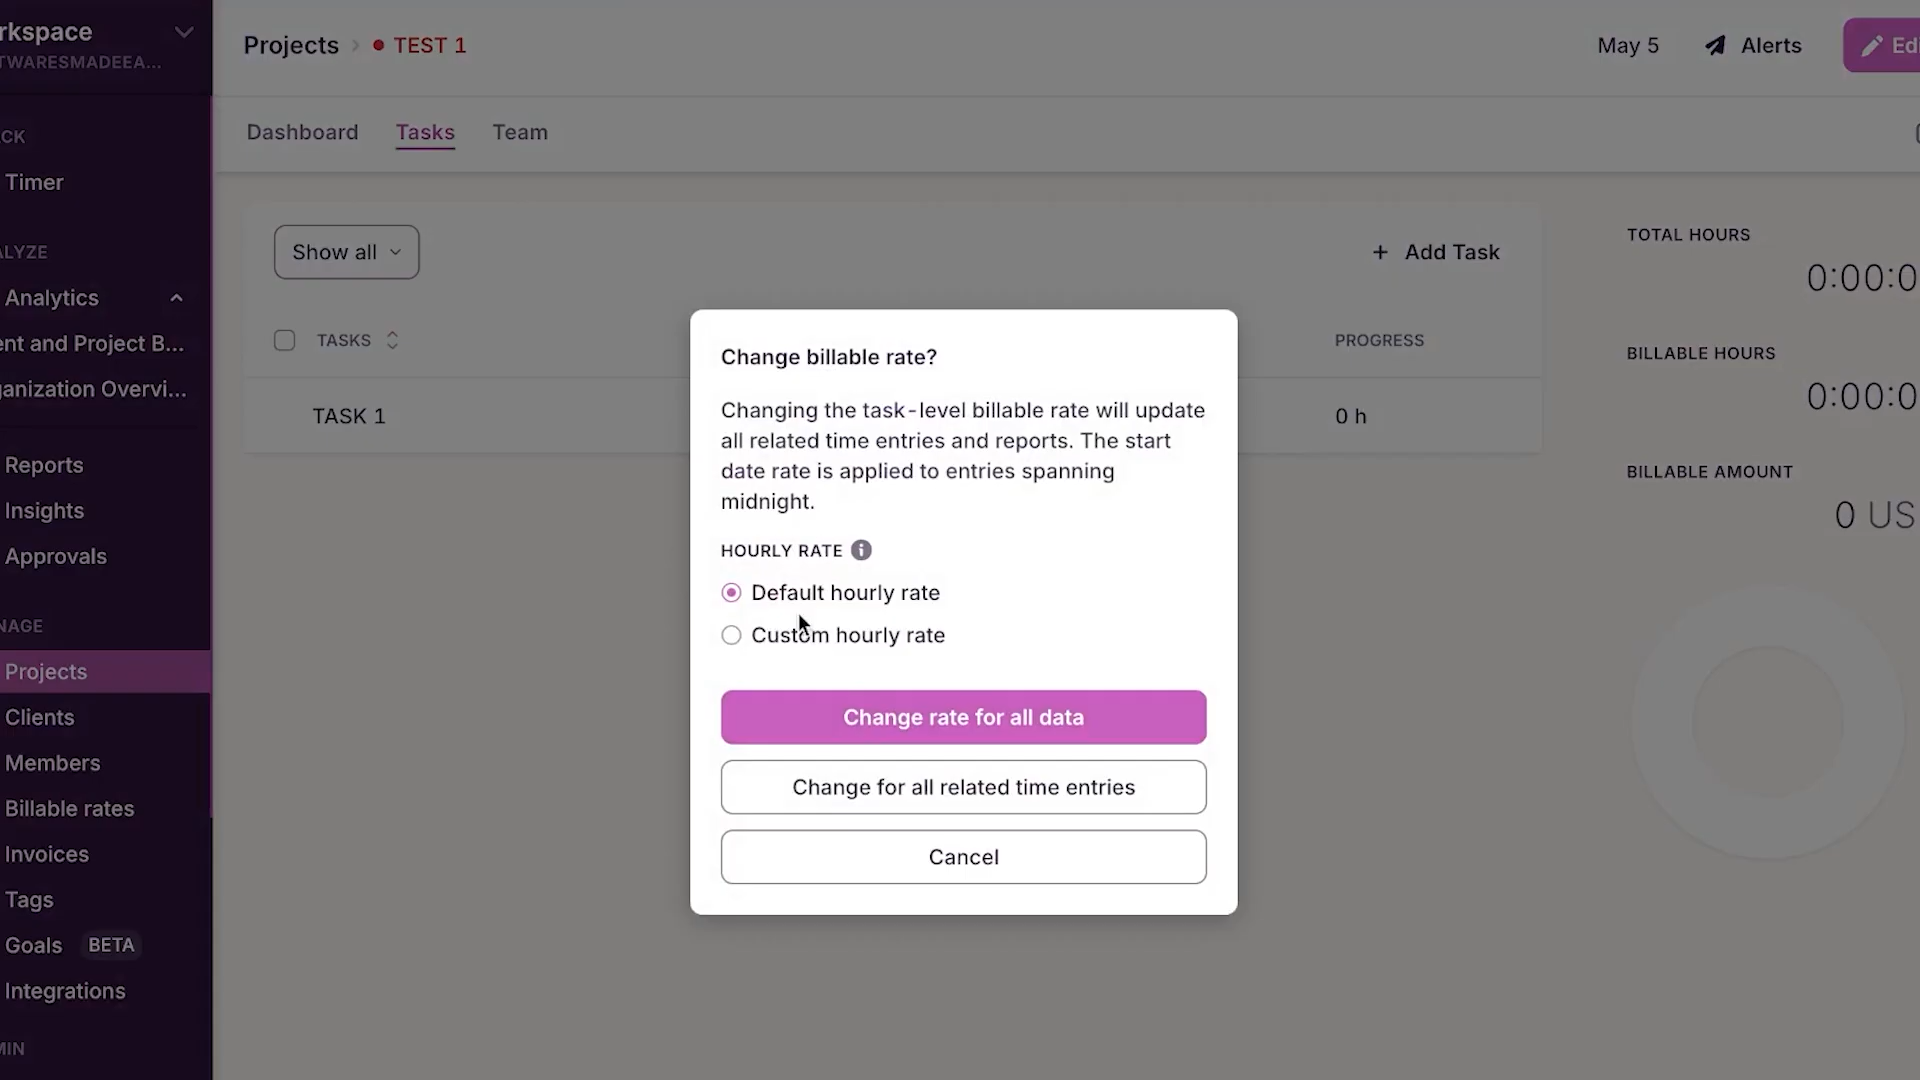 rkspace
TWARESMADEEA...
Projects › TEST 1
May 5
Alerts
Edi
CK
Dashboard
Tasks
Team
Timer
ALYZE
Show all
+ Add Task
TOTAL HOURS
0:00:0
Analytics
ent and Project B...
TASKS
PROGRESS
BILLABLE HOURS
0:00:0
ganization Overvi...
TASK 1
0 h
BILLABLE AMOUNT
0 US
Reports
Insights
Approvals
Change billable rate?
Changing the task-level billable rate will update
all related time entries and reports. The start
date rate is applied to entries spanning
midnight.
HOURLY RATE
Default hourly rate
Custom hourly rate
Change rate for all data
Change for all related time entries
Cancel
NAGE
Projects
Clients
Members
Billable rates
Invoices
Tags
Goals BETA
Integrations
MIN